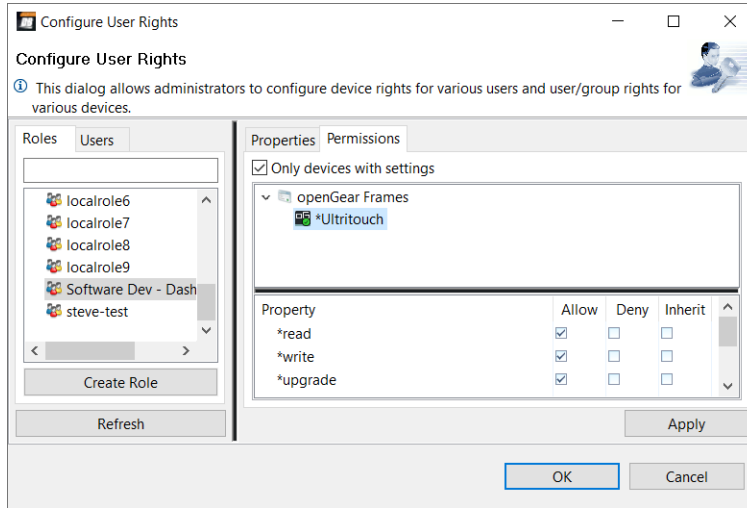 Configure User Rights
Configure User Rights
This dialog allows administrators to configure device rights for various users and user/group rights for
various devices.
Roles Users
localrole6
localrole7
localrole8
localrole9
Software Dev - Dash
steve-test
Create Role
Refresh
Properties Permissions
Only devices with settings
openGear Frames
*Ultritouch
Property Allow Deny Inherit
*read
*write
*upgrade
Apply
OK Cancel